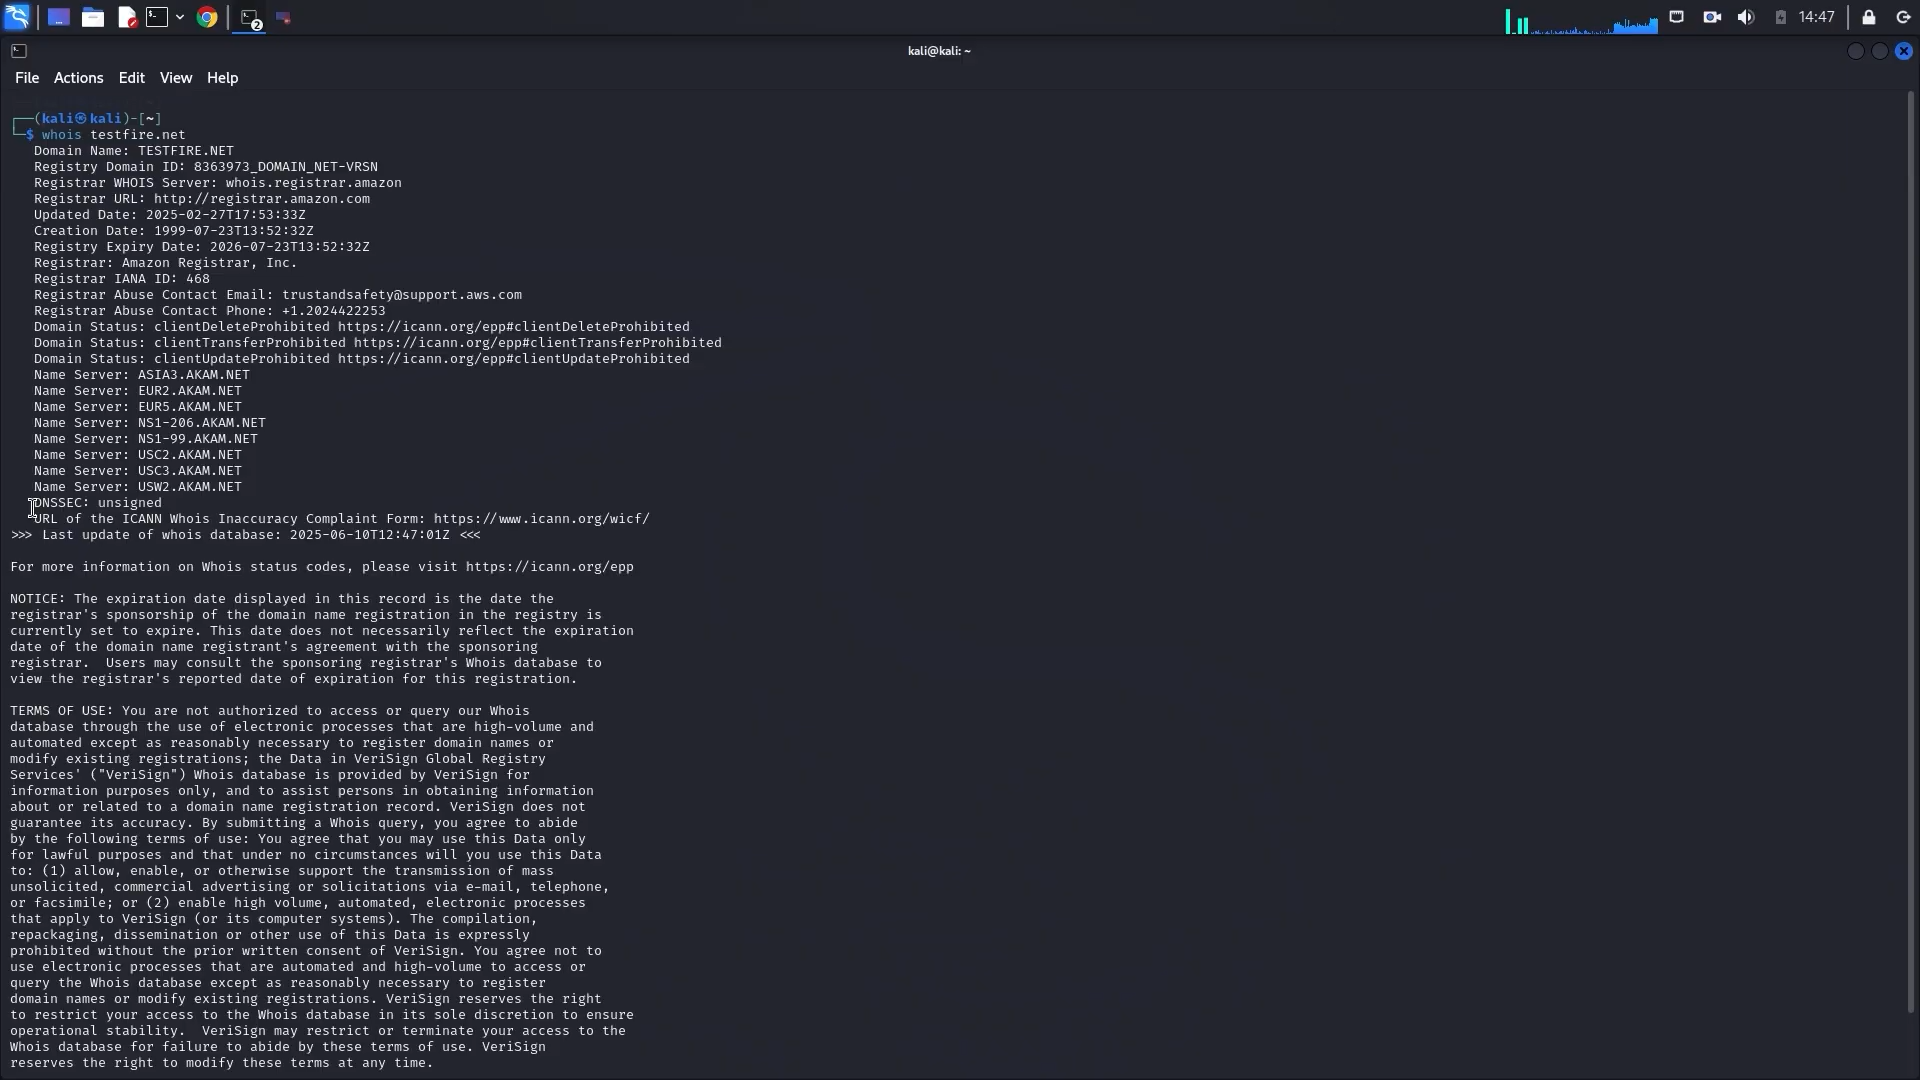 2
14:47
kali@kali: ~
File Actions Edit View Help
┌──(kali㉿kali)-[~]
└─$ whois testfire.net
Domain Name: TESTFIRE.NET
Registry Domain ID: 8363973_DOMAIN_NET-VRSN
Registrar WHOIS Server: whois.registrar.amazon
Registrar URL: http://registrar.amazon.com
Updated Date: 2025-02-27T17:53:33Z
Creation Date: 1999-07-23T13:52:32Z
Registry Expiry Date: 2026-07-23T13:52:32Z
Registrar: Amazon Registrar, Inc.
Registrar IANA ID: 468
Registrar Abuse Contact Email: trustandsafety@support.aws.com
Registrar Abuse Contact Phone: +1.2024422253
Domain Status: clientDeleteProhibited https://icann.org/epp#clientDeleteProhibited
Domain Status: clientTransferProhibited https://icann.org/epp#clientTransferProhibited
Domain Status: clientUpdateProhibited https://icann.org/epp#clientUpdateProhibited
Name Server: ASIA3.AKAM.NET
Name Server: EUR2.AKAM.NET
Name Server: EUR5.AKAM.NET
Name Server: NS1-206.AKAM.NET
Name Server: NS1-99.AKAM.NET
Name Server: USC2.AKAM.NET
Name Server: USC3.AKAM.NET
Name Server: USW2.AKAM.NET
DNSSEC: unsigned
URL of the ICANN Whois Inaccuracy Complaint Form: https://www.icann.org/wicf/
>>> Last update of whois database: 2025-06-10T12:47:01Z <<<
For more information on Whois status codes, please visit https://icann.org/epp
NOTICE: The expiration date displayed in this record is the date the
registrar's sponsorship of the domain name registration in the registry is
currently set to expire. This date does not necessarily reflect the expiration
date of the domain name registrant's agreement with the sponsoring
registrar.  Users may consult the sponsoring registrar's Whois database to
view the registrar's reported date of expiration for this registration.
TERMS OF USE: You are not authorized to access or query our Whois
database through the use of electronic processes that are high-volume and
automated except as reasonably necessary to register domain names or
modify existing registrations; the Data in VeriSign Global Registry
Services' ("VeriSign") Whois database is provided by VeriSign for
information purposes only, and to assist persons in obtaining information
about or related to a domain name registration record. VeriSign does not
guarantee its accuracy. By submitting a Whois query, you agree to abide
by the following terms of use: You agree that you may use this Data only
for lawful purposes and that under no circumstances will you use this Data
to: (1) allow, enable, or otherwise support the transmission of mass
unsolicited, commercial advertising or solicitations via e-mail, telephone,
or facsimile; or (2) enable high volume, automated, electronic processes
that apply to VeriSign (or its computer systems). The compilation,
repackaging, dissemination or other use of this Data is expressly
prohibited without the prior written consent of VeriSign. You agree not to
use electronic processes that are automated and high-volume to access or
query the Whois database except as reasonably necessary to register
domain names or modify existing registrations. VeriSign reserves the right
to restrict your access to the Whois database in its sole discretion to ensure
operational stability.  VeriSign may restrict or terminate your access to the
Whois database for failure to abide by these terms of use. VeriSign
reserves the right to modify these terms at any time.